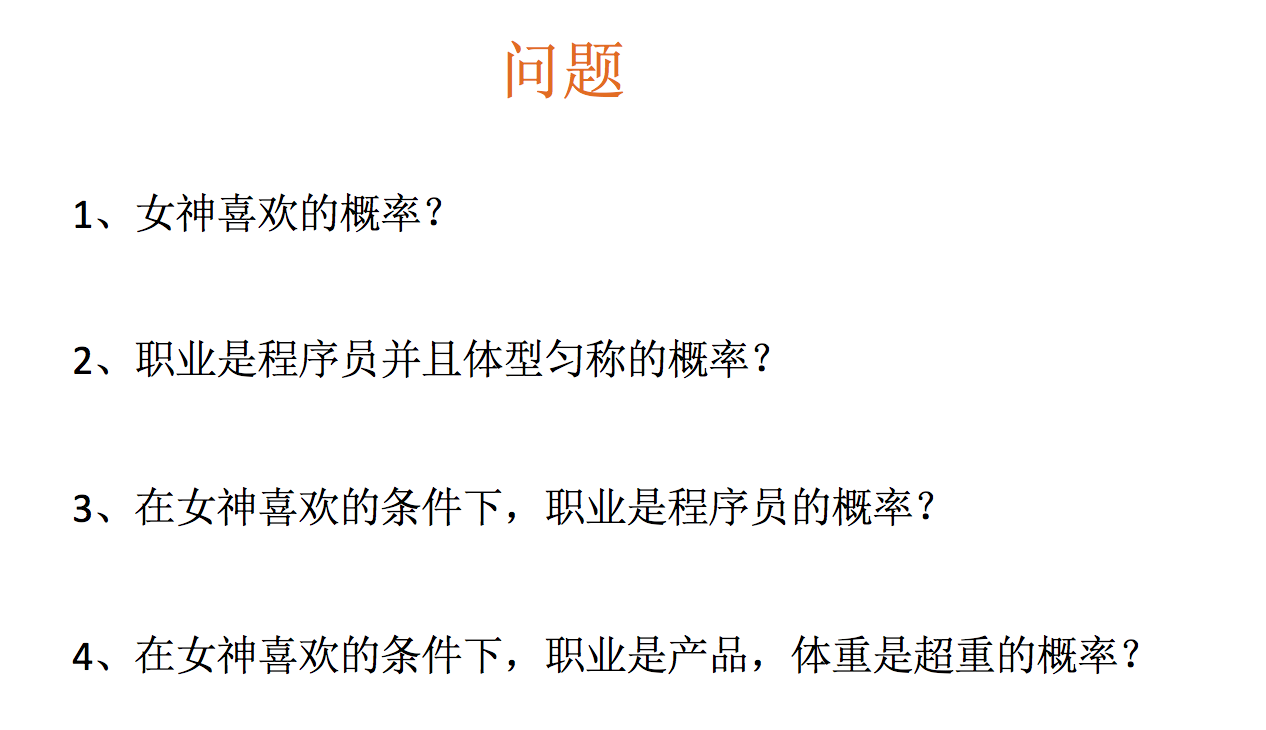 问题
1、女神喜欢的概率？
2、职业是程序员并且体型匀称的概率？
3、在女神喜欢的条件下，职业是程序员的概率？
4、在女神喜欢的条件下，职业是产品，体重是超重的概率？